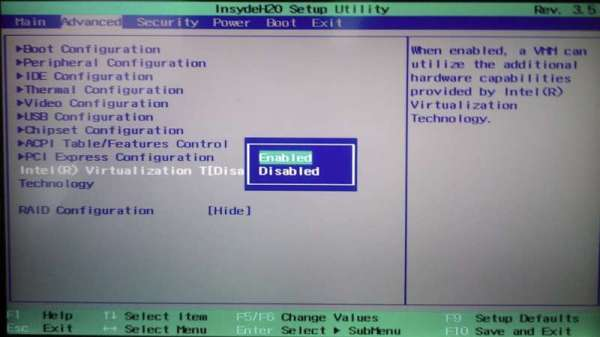 InsydeH20 Setup Utility Rev. 3.5
Main Advanced Security Power Boot Exit
▶Boot Configuration
▶Peripheral Configuration
▶IDE Configuration
▶Thermal Configuration
▶Video Configuration
▶USB Configuration
▶Chipset Configuration
▶ACPI Table/Features Control
▶PCI Express Configuration
Intel(R) Virtualization T[Disa
Technology
RAID Configuration [Hide]
Enabled
Disabled
When enabled, a VMM can
utilize the additional
hardware capabilities
provided by Intel(R)
Virtualization
Technology.
F1 Help ↑↓ Select Item F5/F6 Change Values F9 Setup Defaults
Esc Exit ↔ Select Menu Enter Select ▶ SubMenu F10 Save and Exit